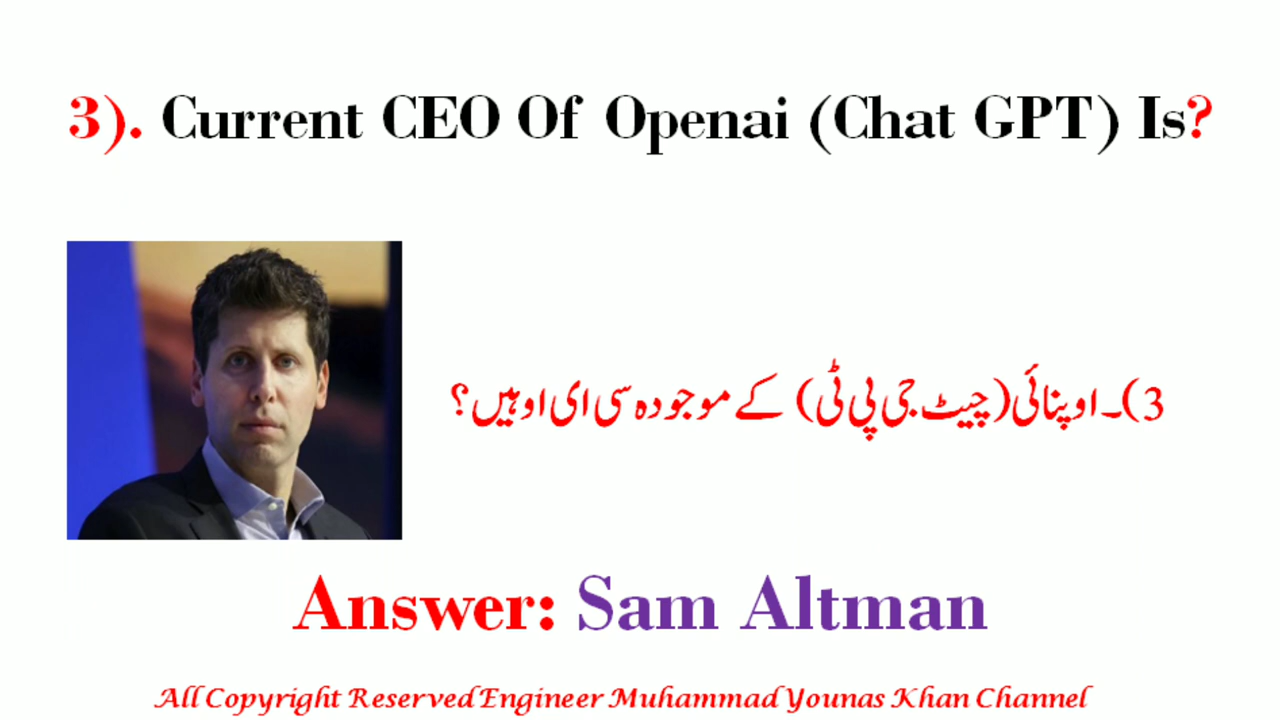 3). Current CEO Of Openai (Chat GPT) Is?
3)۔ اوپنائی (چیٹ جی پی ٹی) کے موجودہ سی ای او ہیں؟
Answer: Sam Altman
All Copyright Reserved Engineer Muhammad Younas Khan Channel